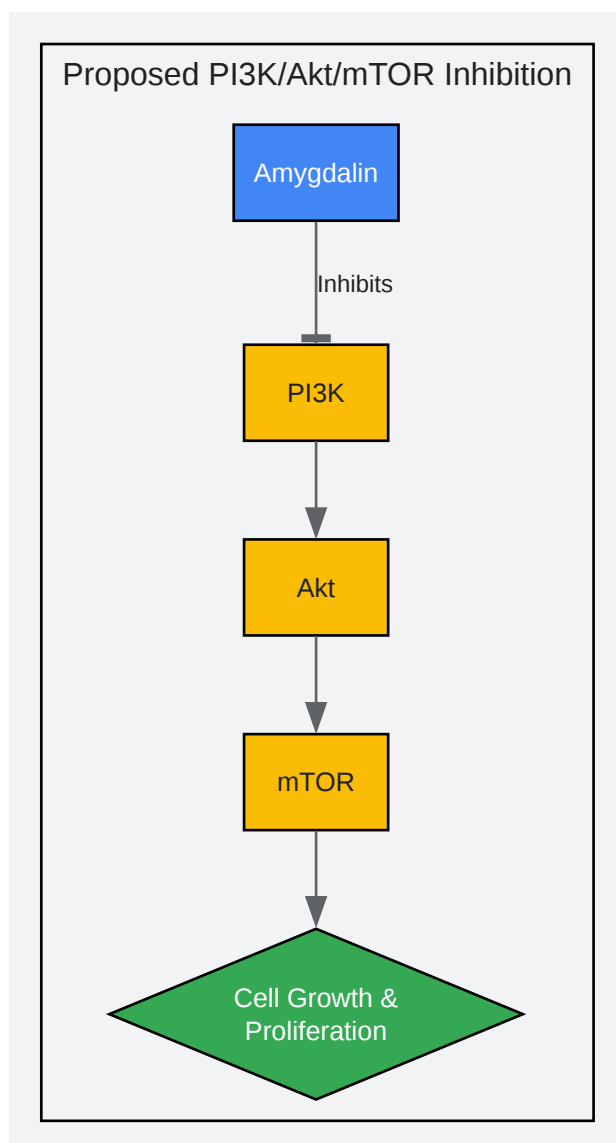 Proposed PI3K/Akt/mTOR Inhibition
Amygdalin
Inhibits
PI3K
Akt
mTOR
Cell Growth &
Proliferation